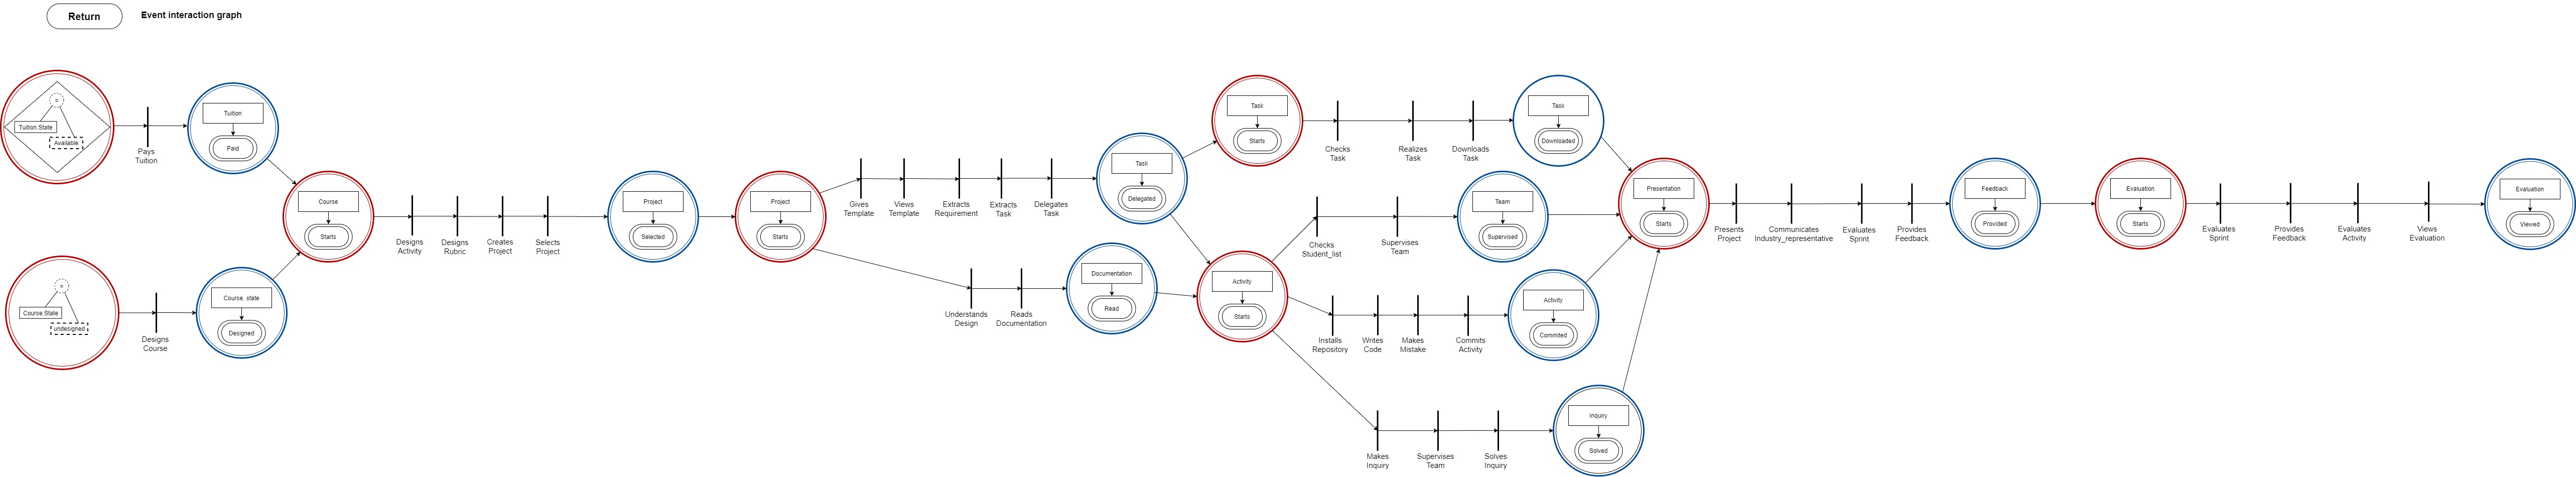 Return
Event interaction graph
=
Tuition.State
Available
Pays
Tuition
Tuition
Paid
=
Course.State
undesigned
Designs
Course
Course. state
Designed
Course
Starts
Designs
Activity
Designs
Rubric
Creates
Project
Selects
Project
Project
Selected
Project
Starts
Gives
Template
Views
Template
Extracts
Requirement
Extracts
Task
Delegates
Task
Task
Delegated
Understands
Design
Reads
Documentation
Documentation
Read
Task
Starts
Checks
Task
Realizes
Task
Downloads
Task
Task
Downloaded
Activity
Starts
Checks
Student_list
Supervises
Team
Team
Supervised
Installs
Repository
Writes
Code
Makes
Mistake
Commits
Activity
Activity
Commited
Makes
Inquiry
Supervises
Team
Solves
Inquiry
Inquiry
Solved
Presentation
Starts
Presents
Project
Communicates
Industry_representative
Evaluates
Sprint
Provides
Feedback
Feedback
Provided
Evaluation
Starts
Evaluates
Sprint
Provides
Feedback
Evaluates
Activity
Views
Evaluation
Evaluation
Viewed